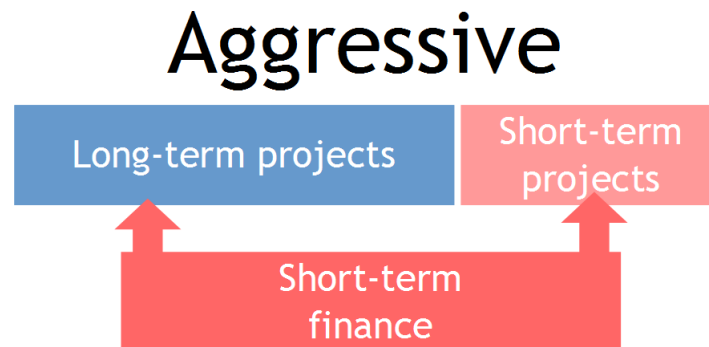 Aggressive
Long-term projects
Short-term
projects
Short-term
finance